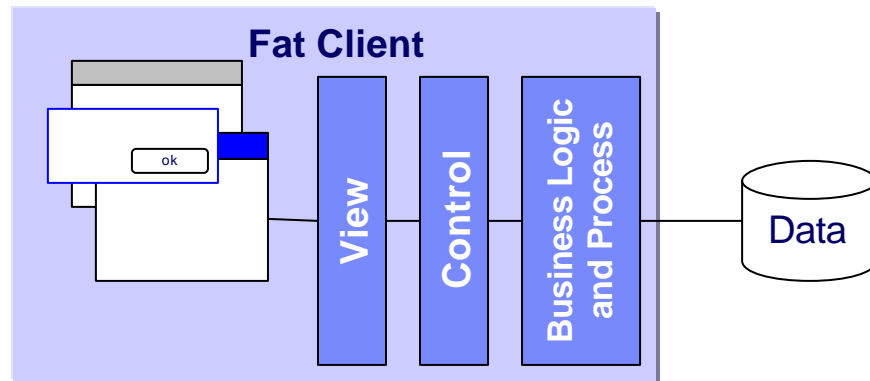 Fat Client
ok
View
Control
Business Logic
and Process
Data